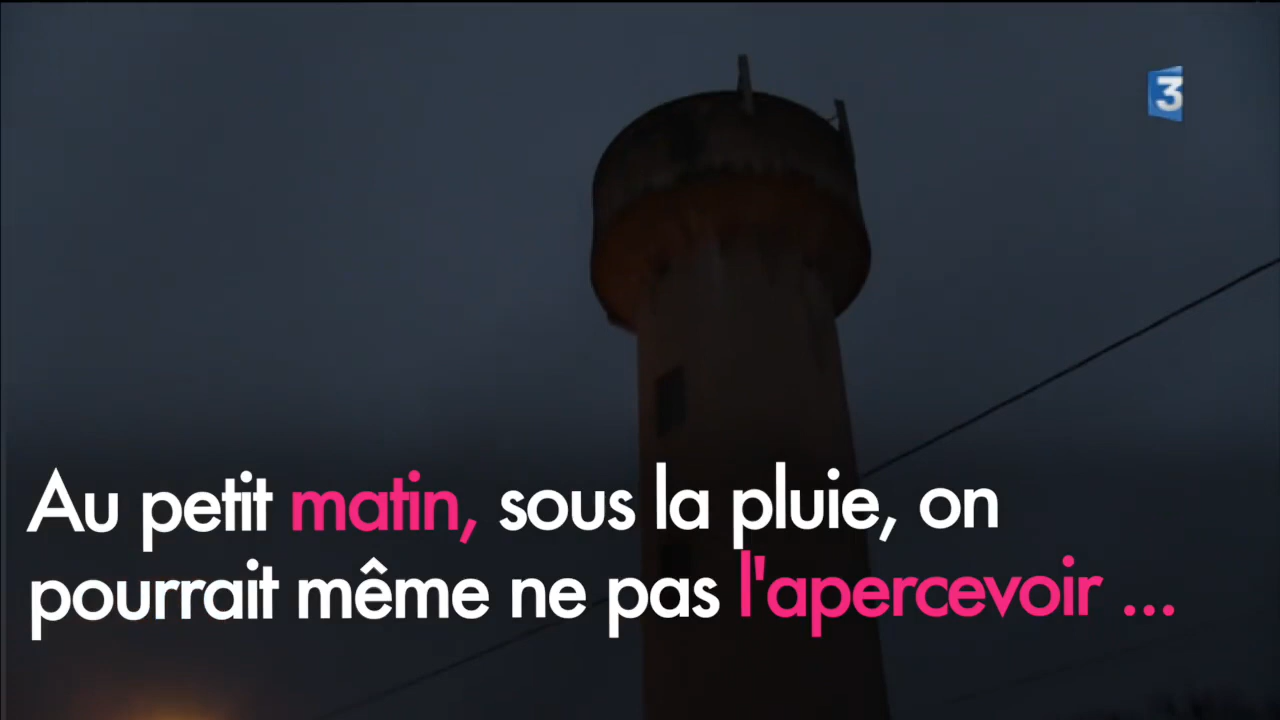 3
Au petit matin, sous la pluie, on
pourrait même ne pas l'apercevoir ...